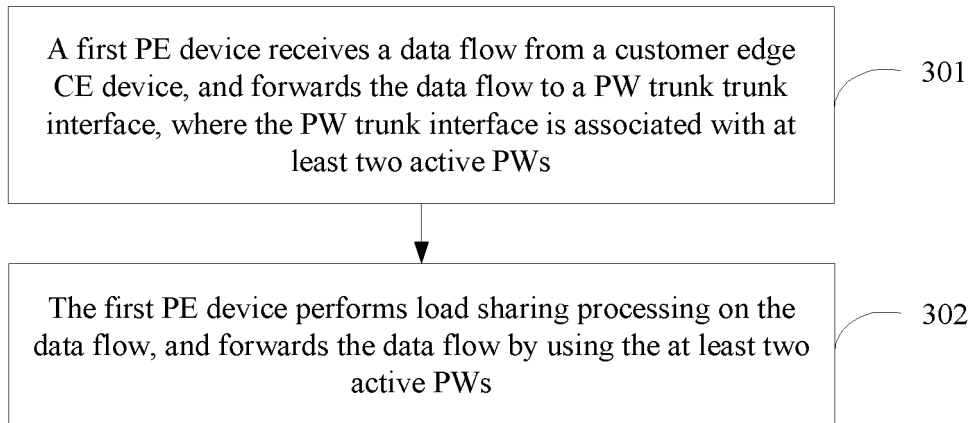 A first PE device receives a data flow from a customer edge
CE device, and forwards the data flow to a PW trunk trunk
interface, where the PW trunk interface is associated with at
least two active PWs
301
The first PE device performs load sharing processing on the
data flow, and forwards the data flow by using the at least two
active PWs
302